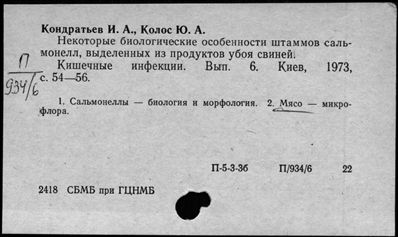 Кондратьев И. А., Колос Ю. А.
Некоторые биологические особенности штаммов саль-
монелл, выделенных из продуктов убоя свиней.
Кишечные инфекции. Вып. 6. Киев, 1973,
с. 54—56.
П
934/6
1. Сальмонеллы — биология и морфология. 2. Мясо — микро-
флора.
П-5-3-3б П/934/6 22
2418 СБМБ при ГЦНМБ